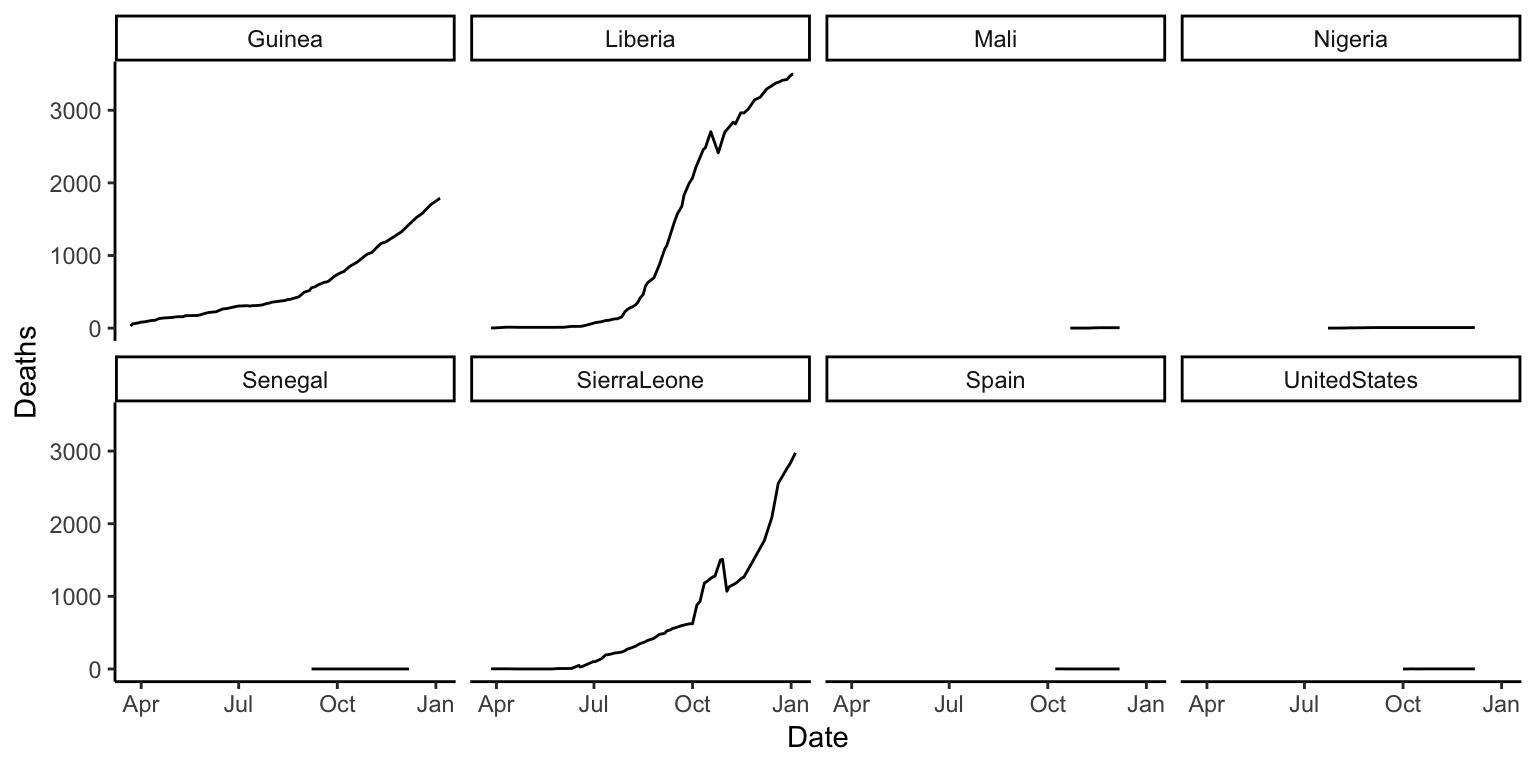 Guinea Liberia Mali Nigeria
3000
2000
1000
0
Deaths
Senegal SierraLeone Spain UnitedStates
3000
2000
1000
0
Apr Jul Oct Jan Apr Jul Oct Jan Apr Jul Oct Jan Apr Jul Oct Jan
Date